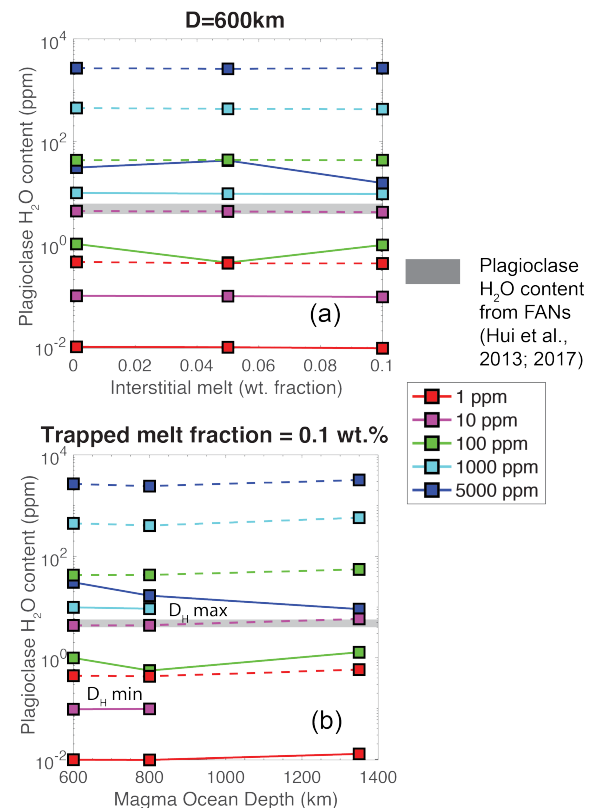 D=600km
Plagioclase H2O content (ppm)
10^4
10^2
10^0
10^-2
(a)
0
0.02
0.04
0.06
0.08
0.1
Interstitial melt (wt. fraction)
Plagioclase
H2O content
from FANs
(Hui et al.,
2013; 2017)
1 ppm
10 ppm
100 ppm
1000 ppm
5000 ppm
Trapped melt fraction = 0.1 wt.%
Plagioclase H2O content (ppm)
10^4
10^2
10^0
10^-2
DH max
DH min
(b)
600
800
1000
1200
1400
Magma Ocean Depth (km)